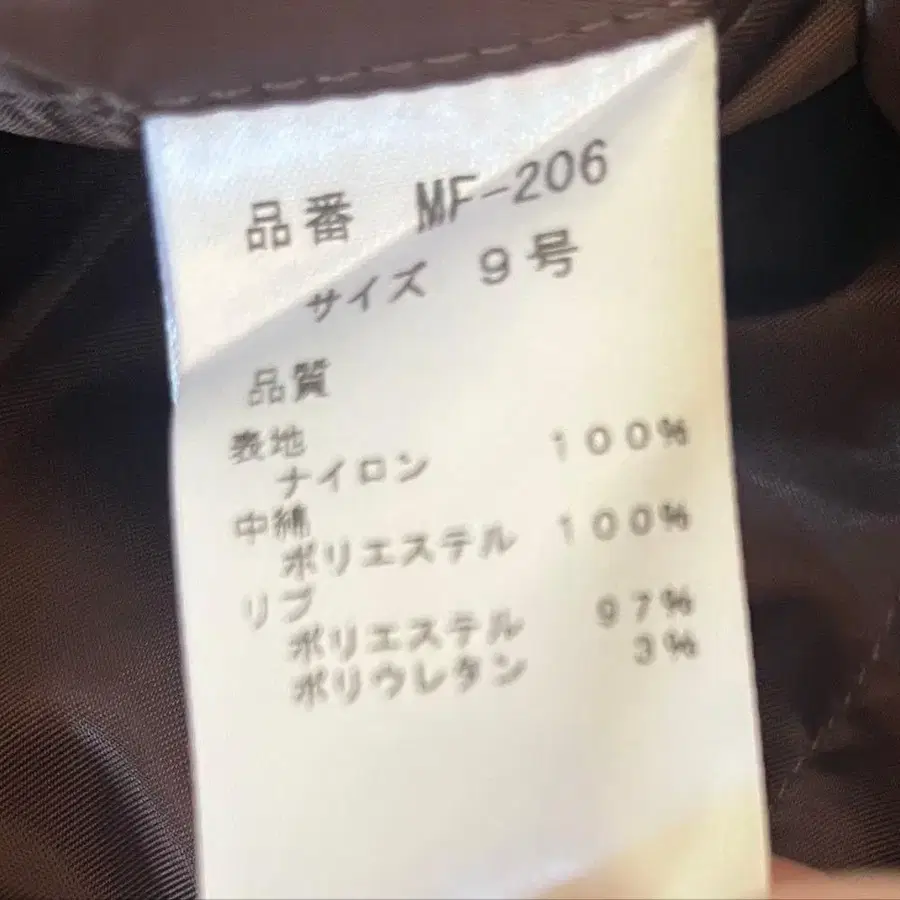 品番 MF-206
サイズ 9号
品質
表地
ナイロン 100%
中綿
ポリエステル 100%
リブ
ポリエステル 97%
ポリウレタン 3%